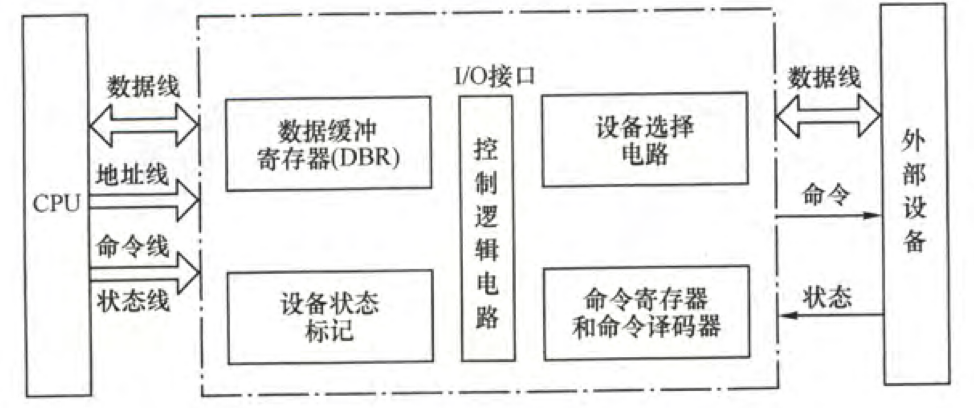 CPU
数据线
地址线
命令线
状态线
I/O接口
数据缓冲
寄存器(DBR)
设备状态
标记
控制逻辑电路
设备选择
电路
命令寄存器
和命令译码器
数据线
命令
状态
外部设备